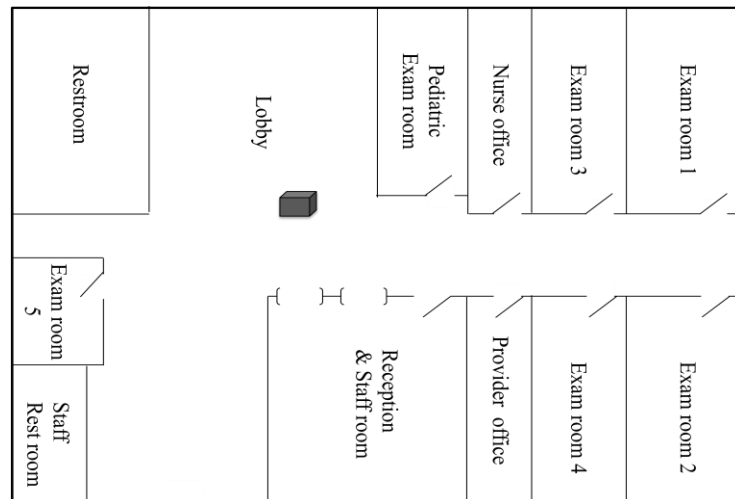 Restroom
Lobby
Pediatric
Exam room
Nurse office
Exam room 3
Exam room 1
Exam room
5
Staff
Rest room
Reception
& Staff room
Provider office
Exam room 4
Exam room 2